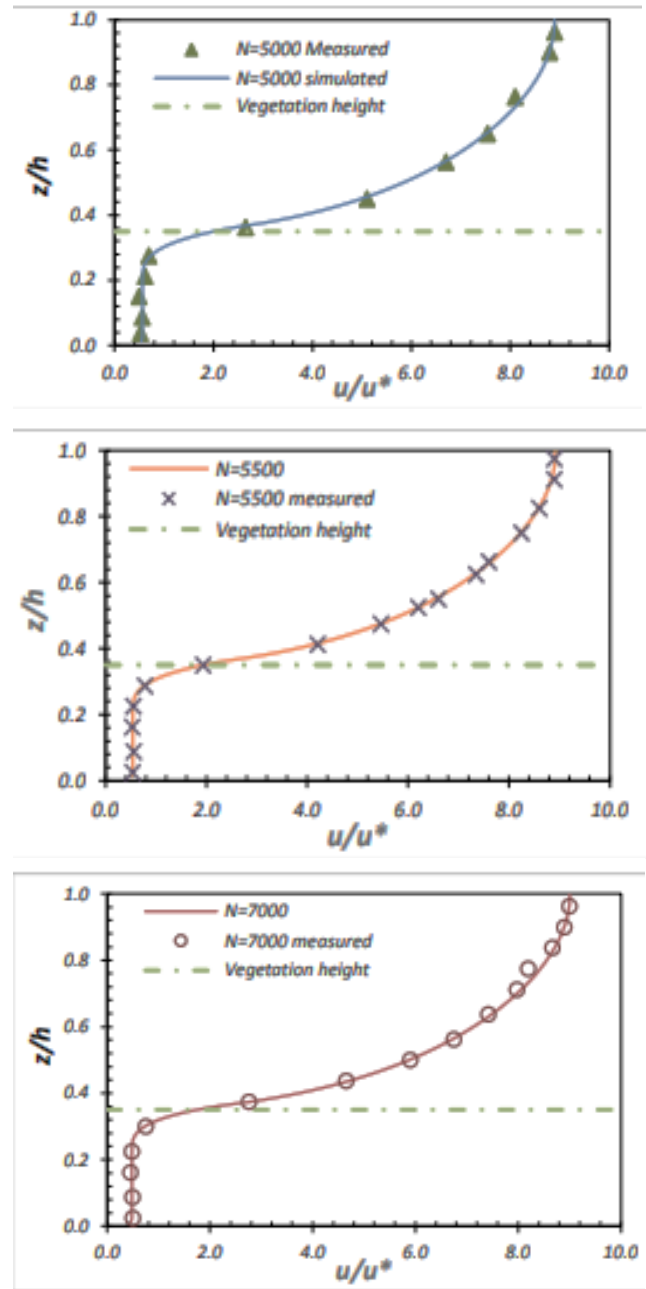 1.0
N=5000 Measured
N=5000 simulated
0.8
Vegetation height
z/h
0.6
0.4
0.2
0.0
0.0 2.0 4.0 6.0 8.0 10.0
u/u*
1.0
N=5500
N=5500 measured
0.8
Vegetation height
z/h
0.6
0.4
0.2
0.0
0.0 2.0 4.0 6.0 8.0 10.0
u/u*
1.0
N=7000
N=7000 measured
0.8
Vegetation height
z/h
0.6
0.4
0.2
0.0
0.0 2.0 4.0 6.0 8.0 10.0
u/u*